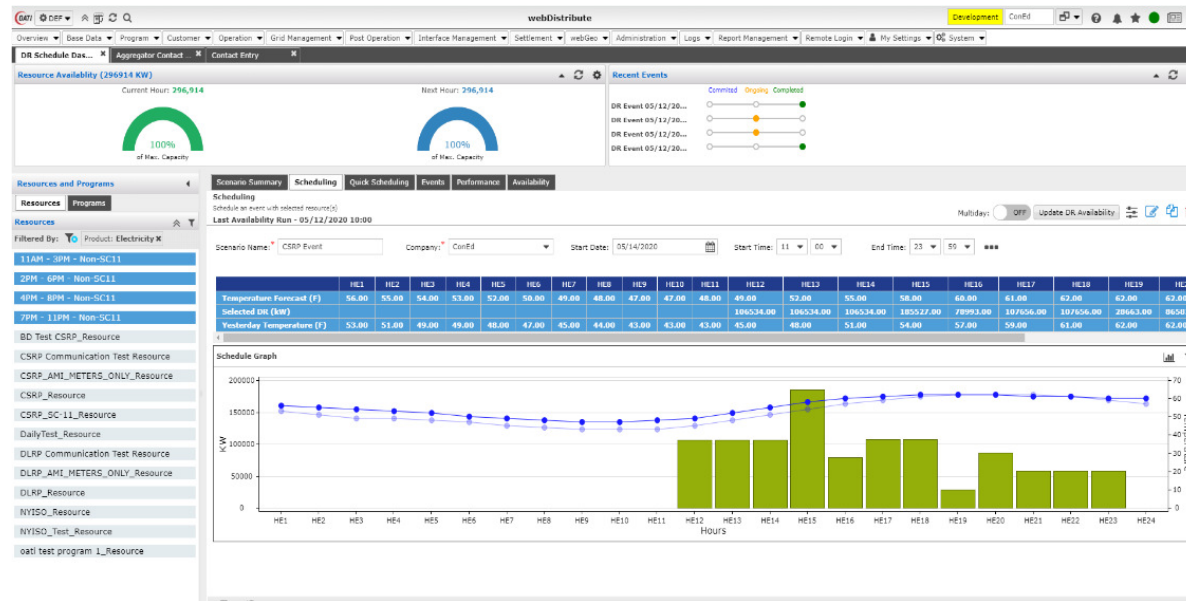 OATI DEF webDistribute Development ConEd
Overview Base Data Program Customer Operation Grid Management Post Operation Interface Management Settlement webGeo Administration Logs Report Management Remote Login My Settings System
DR Schedule Das... Aggregator Contact ... Contact Entry
Resource Availablity (296914 KW) Recent Events
Current Hour: 296,914 Next Hour: 296,914 Commited Ongoing Completed
DR Event 05/12/20...
DR Event 05/12/20...
DR Event 05/12/20...
DR Event 05/12/20...
100% 100%
of Max. Capacity of Max. Capacity
Resources and Programs
Resources Programs
Resources
Filtered By: Product: Electricity
11AM - 3PM - Non-SC11
2PM - 6PM - Non-SC11
4PM - 8PM - Non-SC11
7PM - 11PM - Non-SC11
BD Test CSRP_Resource
CSRP Communication Test Resource
CSRP_AMI_METERS_ONLY_Resource
CSRP_Resource
CSRP_SC-11_Resource
DailyTest_Resource
DLRP Communication Test Resource
DLRP_AMI_METERS_ONLY_Resource
DLRP_Resource
NYISO_Resource
NYISO_Test_Resource
oati test program 1_Resource
Scenario Summary Scheduling Quick Scheduling Events Performance Availability
Scheduling
Schedule an event with selected resource(s)
Last Availability Run - 05/12/2020 10:00
Multiday: OFF Update DR Availability
Scenario Name:* CSRP Event Company:* ConEd Start Date: 05/14/2020 Start Time: 11 00 End Time: 23 59
HE1 HE2 HE3 HE4 HE5 HE6 HE7 HE8 HE9 HE10 HE11 HE12 HE13 HE14 HE15 HE16 HE17 HE18 HE19
Temperature Forecast (F) 56.00 55.00 54.00 53.00 52.00 50.00 49.00 48.00 47.00 47.00 48.00 49.00 52.00 55.00 58.00 60.00 61.00 62.00 62.00
Selected DR (kW) 106534.00 106534.00 106534.00 185527.00 78993.00 107656.00 107656.00 28663.00
Yesterday Temperature (F) 53.00 51.00 49.00 49.00 48.00 47.00 45.00 44.00 43.00 43.00 43.00 45.00 48.00 51.00 54.00 57.00 59.00 61.00 62.00
Schedule Graph
200000
150000
100000
50000
0
KW
70
60
50
40
30
20
10
0
HE1 HE2 HE3 HE4 HE5 HE6 HE7 HE8 HE9 HE10 HE11 HE12 HE13 HE14 HE15 HE16 HE17 HE18 HE19 HE20 HE21 HE22 HE23 HE24
Hours